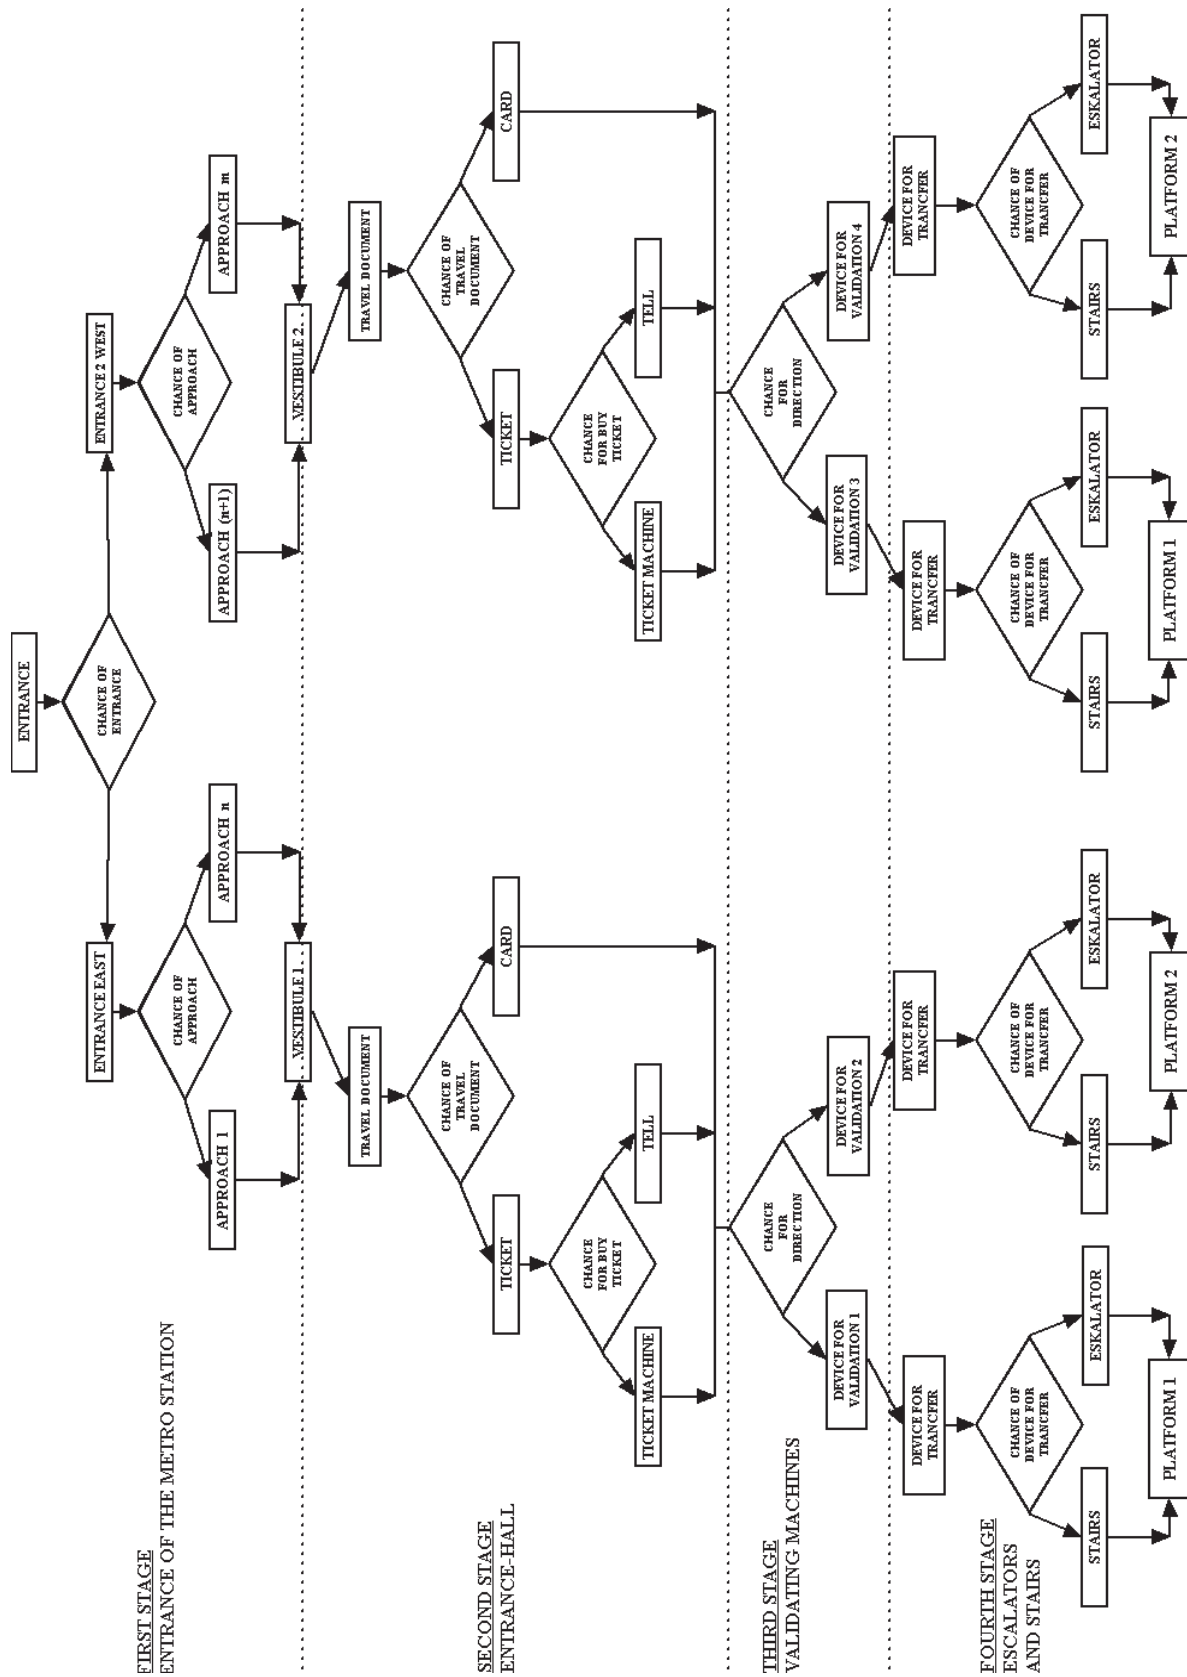 ENTRANCE
CHANCE OF
ENTRANCE
FIRST STAGE
ENTRANCE OF THE METRO STATION
ENTRANCE EAST
ENTRANCE 2 WEST
CHANCE OF
APPROACH
CHANCE OF
APPROACH
APPROACH 1
APPROACH n
APPROACH (n+1)
APPROACH m
VESTIBULE 1.
VESTIBULE 2.
SECOND STAGE
ENTRANCE-HALL
TRAVEL DOCUMENT
TRAVEL DOCUMENT
CHANCE OF
TRAVEL
DOCUMENT
CHANCE OF
TRAVEL
DOCUMENT
TICKET
CARD
TICKET
CARD
CHANCE
FOR BUY
TICKET
CHANCE
FOR BUY
TICKET
TICKET MACHINE
TELL
TICKET MACHINE
TELL
THIRD STAGE
VALIDATING MACHINES
CHANCE
FOR
DIRECTION
CHANCE
FOR
DIRECTION
DEVICE FOR
VALIDATION 1
DEVICE FOR
VALIDATION 2
DEVICE FOR
VALIDATION 3
DEVICE FOR
VALIDATION 4
FOURTH STAGE
ESCALATORS
AND STAIRS
DEVICE FOR
TRANCFER
DEVICE FOR
TRANCFER
DEVICE FOR
TRANCFER
DEVICE FOR
TRANCFER
CHANCE OF
DEVICE FOR
TRANCFER
CHANCE OF
DEVICE FOR
TRANCFER
CHANCE OF
DEVICE FOR
TRANCFER
CHANCE OF
DEVICE FOR
TRANCFER
STAIRS
ESKALATOR
STAIRS
ESKALATOR
STAIRS
ESKALATOR
STAIRS
ESKALATOR
PLATFORM 1
PLATFORM 2
PLATFORM 1
PLATFORM 2